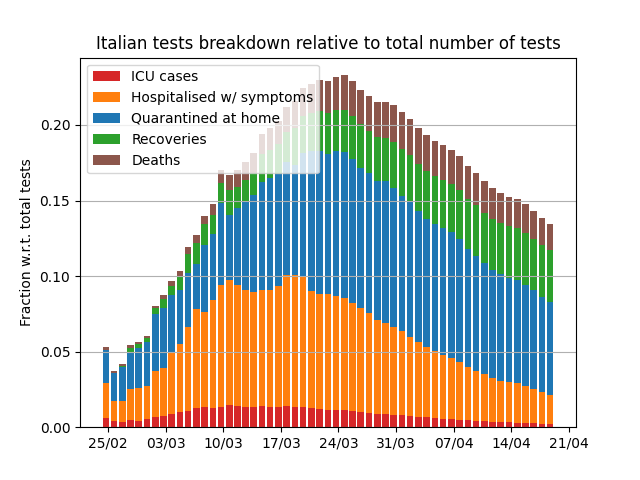 Italian tests breakdown relative to total number of tests
ICU cases
Hospitalised w/ symptoms
Quarantined at home
Recoveries
Deaths
Fraction w.r.t. total tests
0.20
0.15
0.10
0.05
0.00
25/02 03/03 10/03 17/03 24/03 31/03 07/04 14/04 21/04